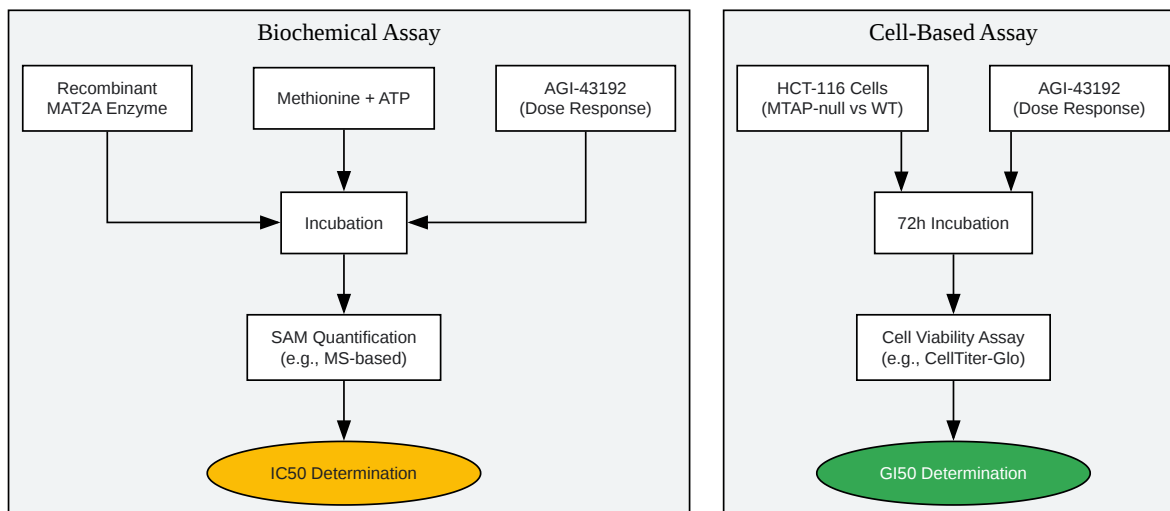 Biochemical Assay
Recombinant
MAT2A Enzyme
Methionine + ATP
AGI-43192
(Dose Response)
Incubation
SAM Quantification
(e.g., MS-based)
IC50 Determination
Cell-Based Assay
HCT-116 Cells
(MTAP-null vs WT)
AGI-43192
(Dose Response)
72h Incubation
Cell Viability Assay
(e.g., CellTiter-Glo)
GI50 Determination